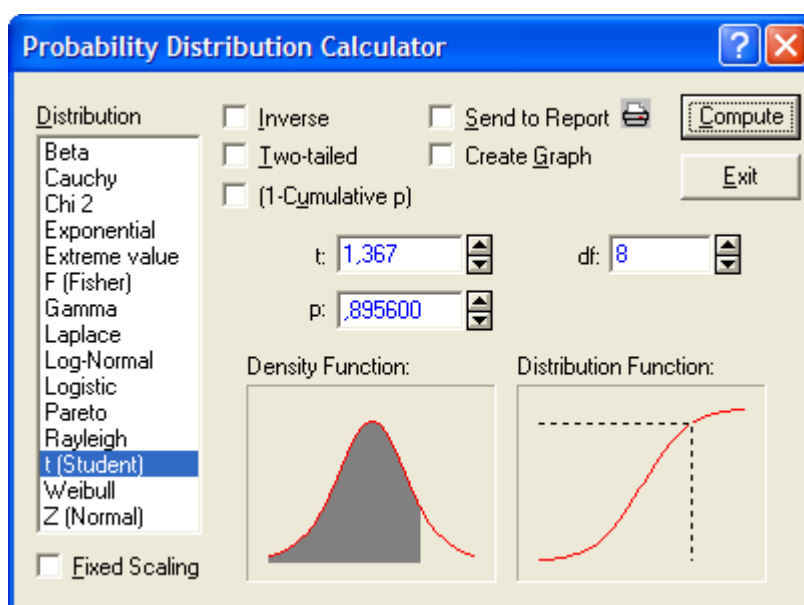 Probability Distribution Calculator
Distribution
Beta
Cauchy
Chi 2
Exponential
Extreme value
F (Fisher)
Gamma
Laplace
Log-Normal
Logistic
Pareto
Rayleigh
t (Student)
Weibull
Z (Normal)
Fixed Scaling
Inverse
Two-tailed
(1-Cumulative p)
Send to Report
Create Graph
Compute
Exit
t: 1,367
df: 8
p: ,895600
Density Function:
Distribution Function: